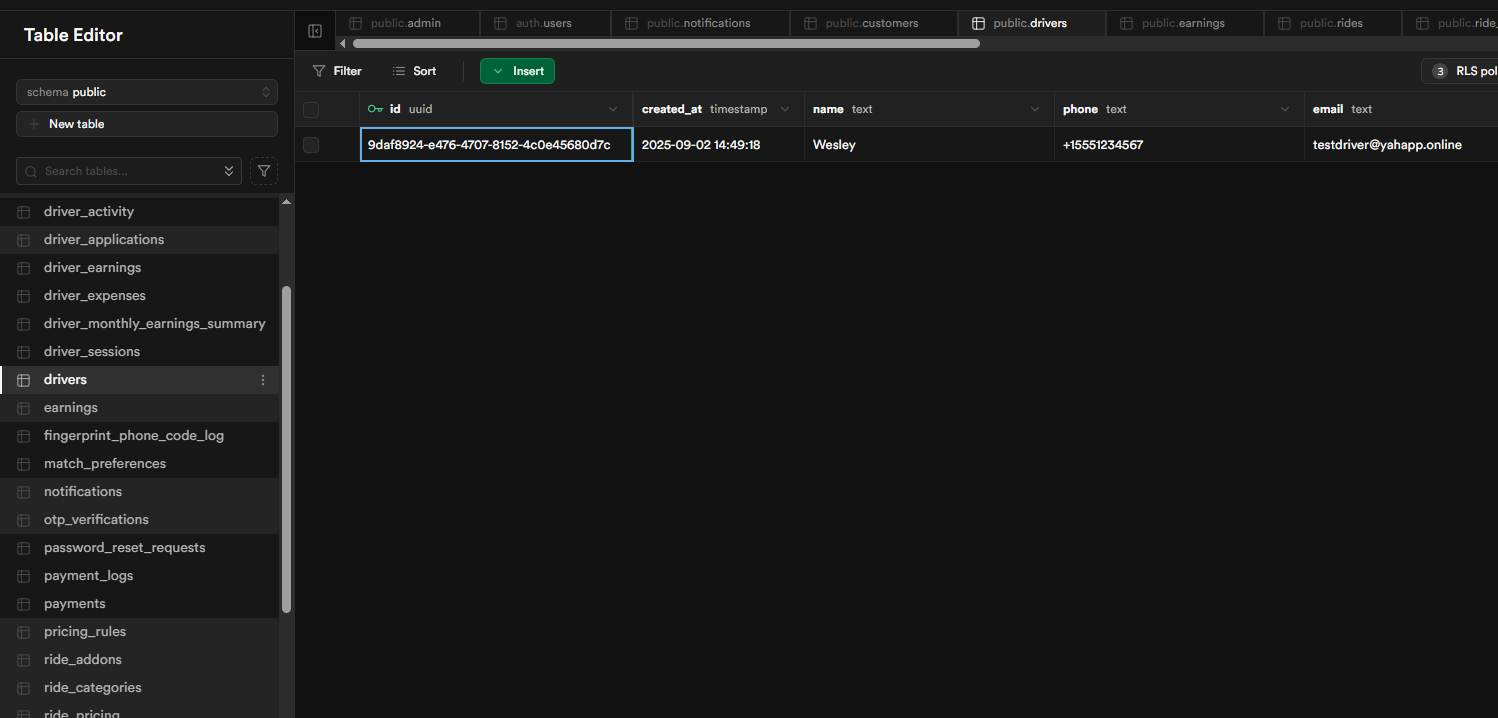 Table Editor
public.admin
auth.users
public.notifications
public.customers
public.drivers
public.earnings
public.rides
public.ride_
schema public
New table
Search tables...
driver_activity
driver_applications
driver_earnings
driver_expenses
driver_monthly_earnings_summary
driver_sessions
drivers
earnings
fingerprint_phone_code_log
match_preferences
notifications
otp_verifications
password_reset_requests
payment_logs
payments
pricing_rules
ride_addons
ride_categories
ride_pricing
Filter
Sort
Insert
3 RLS pol
id uuid
created_at timestamp
name text
phone text
email text
9daf8924-e476-4707-8152-4c0e45680d7c
2025-09-02 14:49:18
Wesley
+15551234567
testdriver@yahapp.online